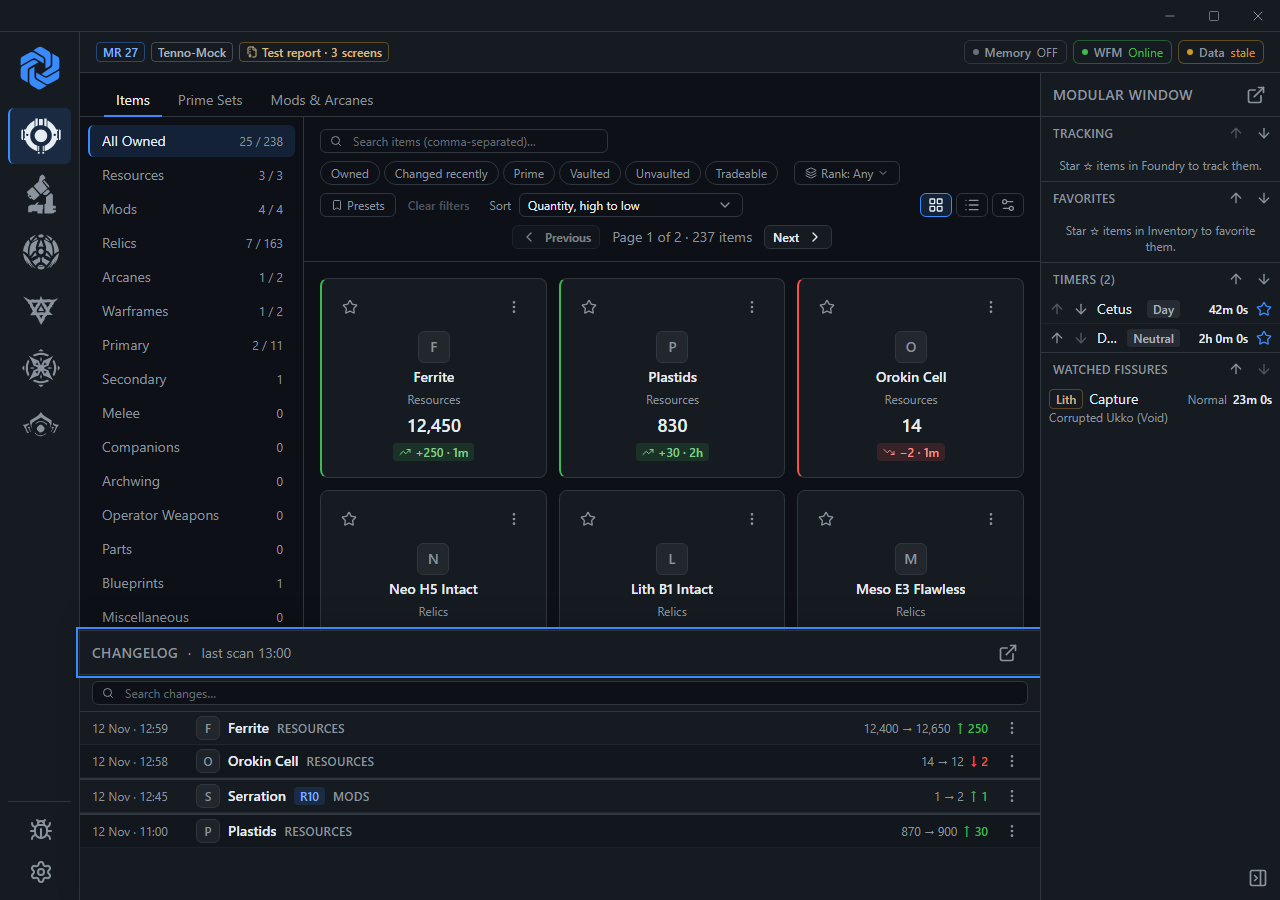 MR 27 Tenno-Mock Test report · 3 screens Memory OFF WFM Online Data stale
Items Prime Sets Mods & Arcanes
All Owned 25 / 238
Resources 3 / 3
Mods 4 / 4
Relics 7 / 163
Arcanes 1 / 2
Warframes 1 / 2
Primary 2 / 11
Secondary 1
Melee 0
Companions 0
Archwing 0
Operator Weapons 0
Parts 0
Blueprints 1
Miscellaneous 0
Search items (comma-separated)...
Owned Changed recently Prime Vaulted Unvaulted Tradeable Rank: Any
Presets Clear filters Sort Quantity, high to low
Previous Page 1 of 2 · 237 items Next
F
Ferrite
Resources
12,450
+250 · 1m
P
Plastids
Resources
830
+30 · 2h
O
Orokin Cell
Resources
14
−2 · 1m
N
Neo H5 Intact
Relics
L
Lith B1 Intact
Relics
M
Meso E3 Flawless
Relics
CHANGELOG · last scan 13:00
Search changes...
12 Nov · 12:59 F Ferrite RESOURCES 12,400 → 12,650 ↑ 250
12 Nov · 12:58 O Orokin Cell RESOURCES 14 → 12 ↓ 2
12 Nov · 12:45 S Serration R10 MODS 1 → 2 ↑ 1
12 Nov · 11:00 P Plastids RESOURCES 870 → 900 ↑ 30
MODULAR WINDOW
TRACKING
Star ☆ items in Foundry to track them.
FAVORITES
Star ☆ items in Inventory to favorite
them.
TIMERS (2)
Cetus Day 42m 0s
D... Neutral 2h 0m 0s
WATCHED FISSURES
Lith Capture Normal 23m 0s
Corrupted Ukko (Void)